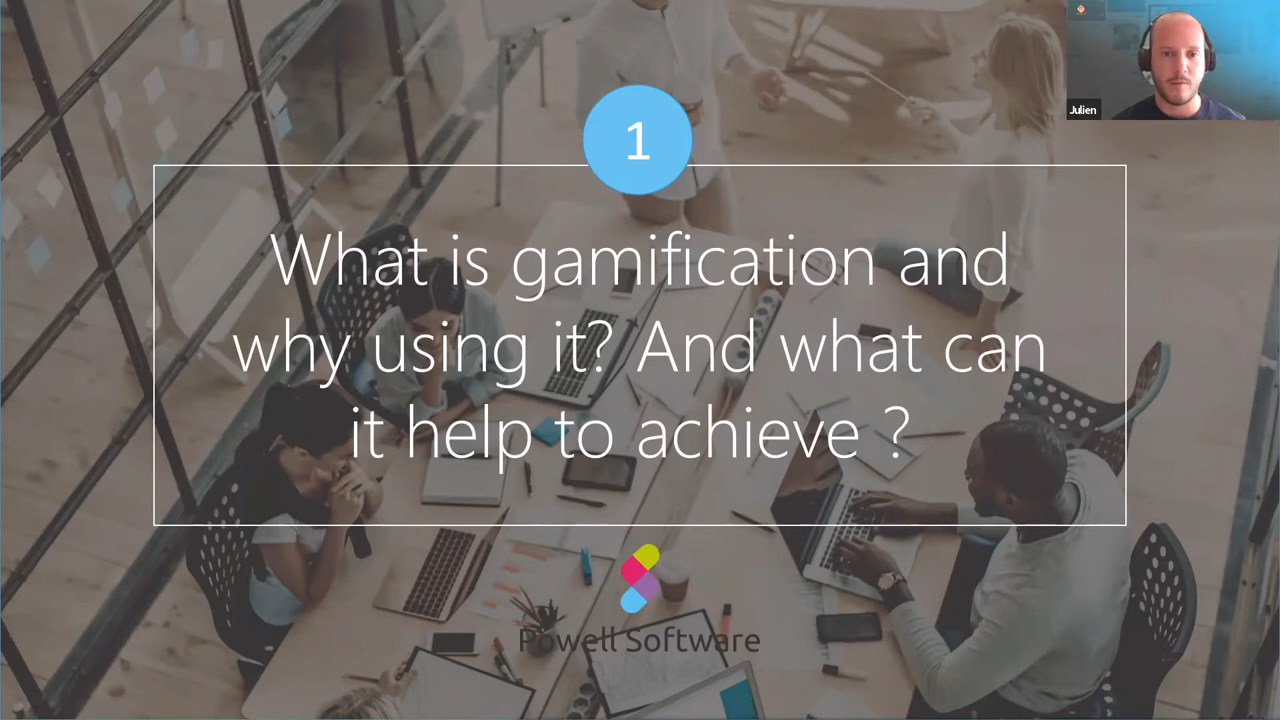 Julien
1
What is gamification and
why using it? And what can
it help to achieve ?
Powell Software